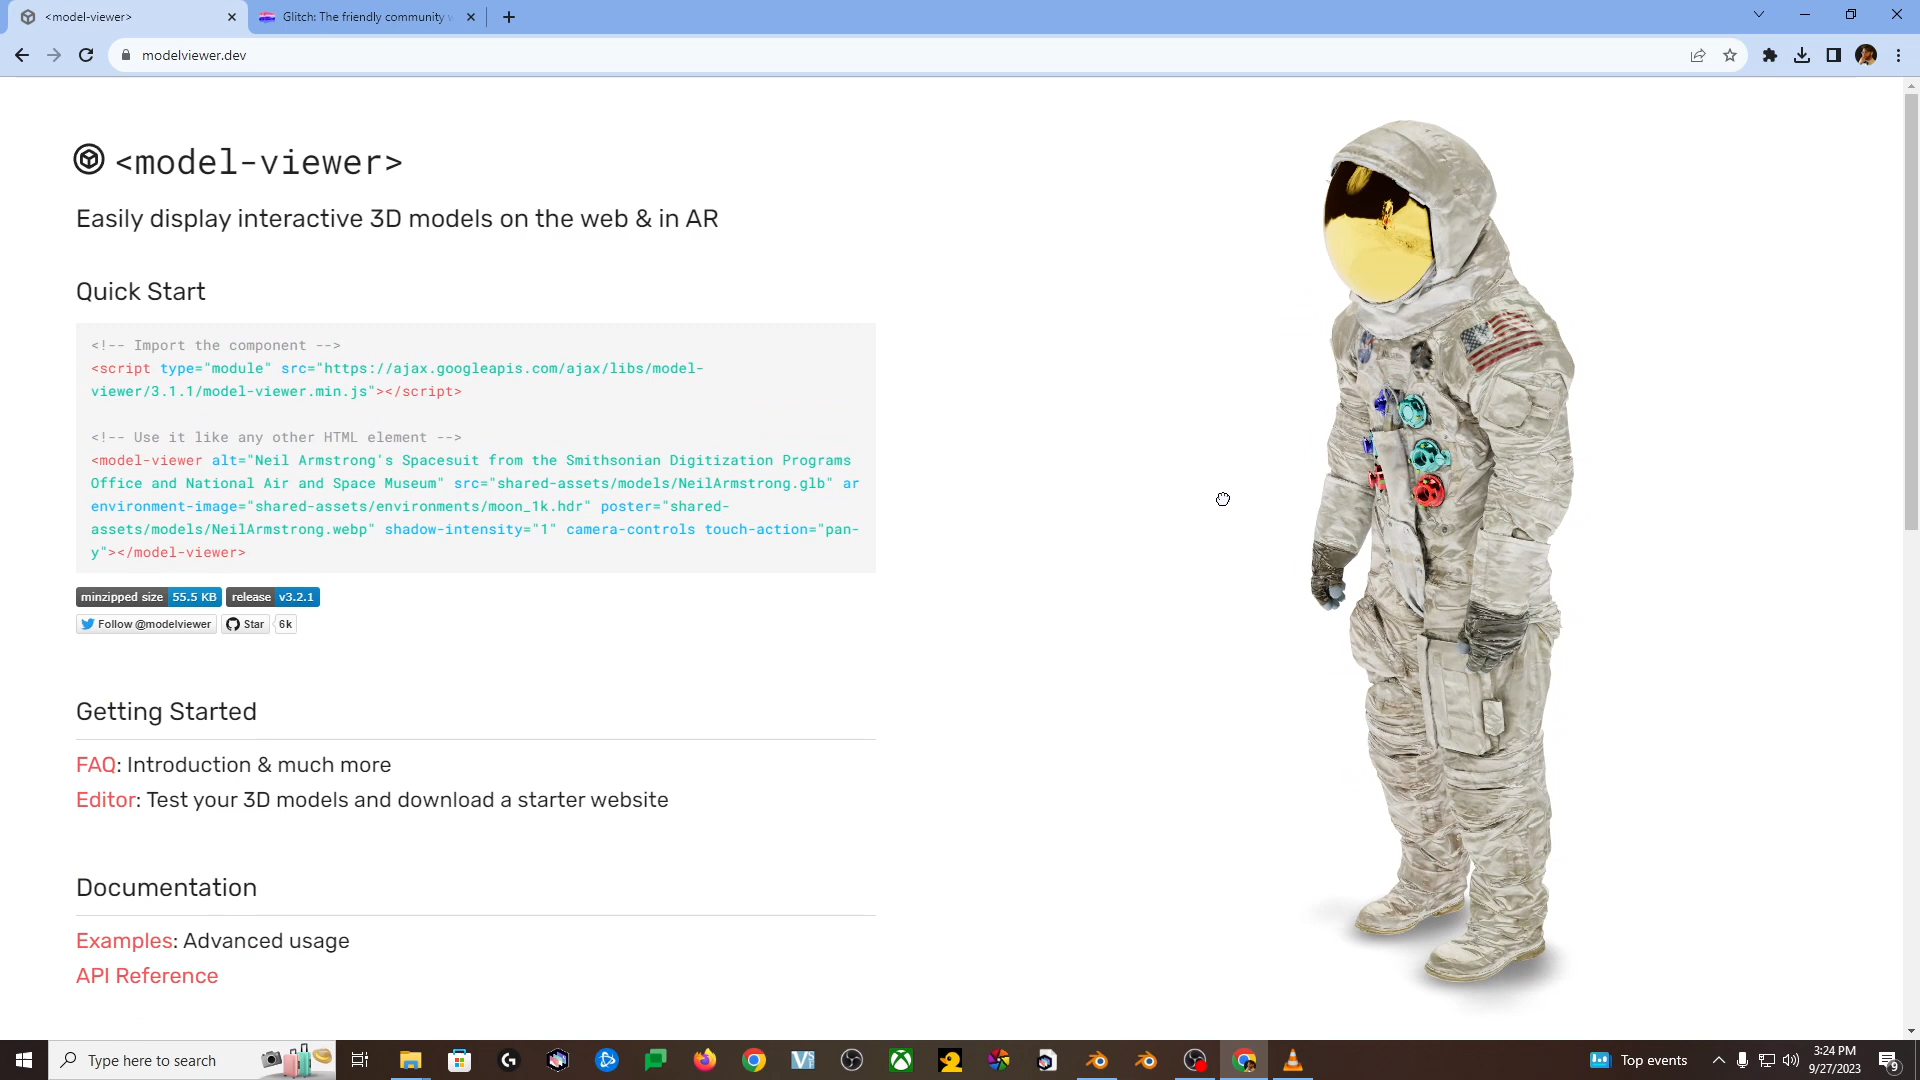 <model-viewer>
Glitch: The friendly community
modelviewer.dev
<model-viewer>
Easily display interactive 3D models on the web & in AR
Quick Start
<!-- Import the component -->
<script type="module" src="https://ajax.googleapis.com/ajax/libs/model-
viewer/3.1.1/model-viewer.min.js"></script>
<!-- Use it like any other HTML element -->
<model-viewer alt="Neil Armstrong's Spacesuit from the Smithsonian Digitization Programs
Office and National Air and Space Museum" src="shared-assets/models/NeilArmstrong.glb" ar
environment-image="shared-assets/environments/moon_1k.hdr" poster="shared-
assets/models/NeilArmstrong.webp" shadow-intensity="1" camera-controls touch-action="pan-
y"></model-viewer>
minzipped size 55.5 KB release v3.2.1
Follow @modelviewer Star 6k
Getting Started
FAQ: Introduction & much more
Editor: Test your 3D models and download a starter website
Documentation
Examples: Advanced usage
API Reference
Type here to search
Top events
3:24 PM
9/27/2023
9